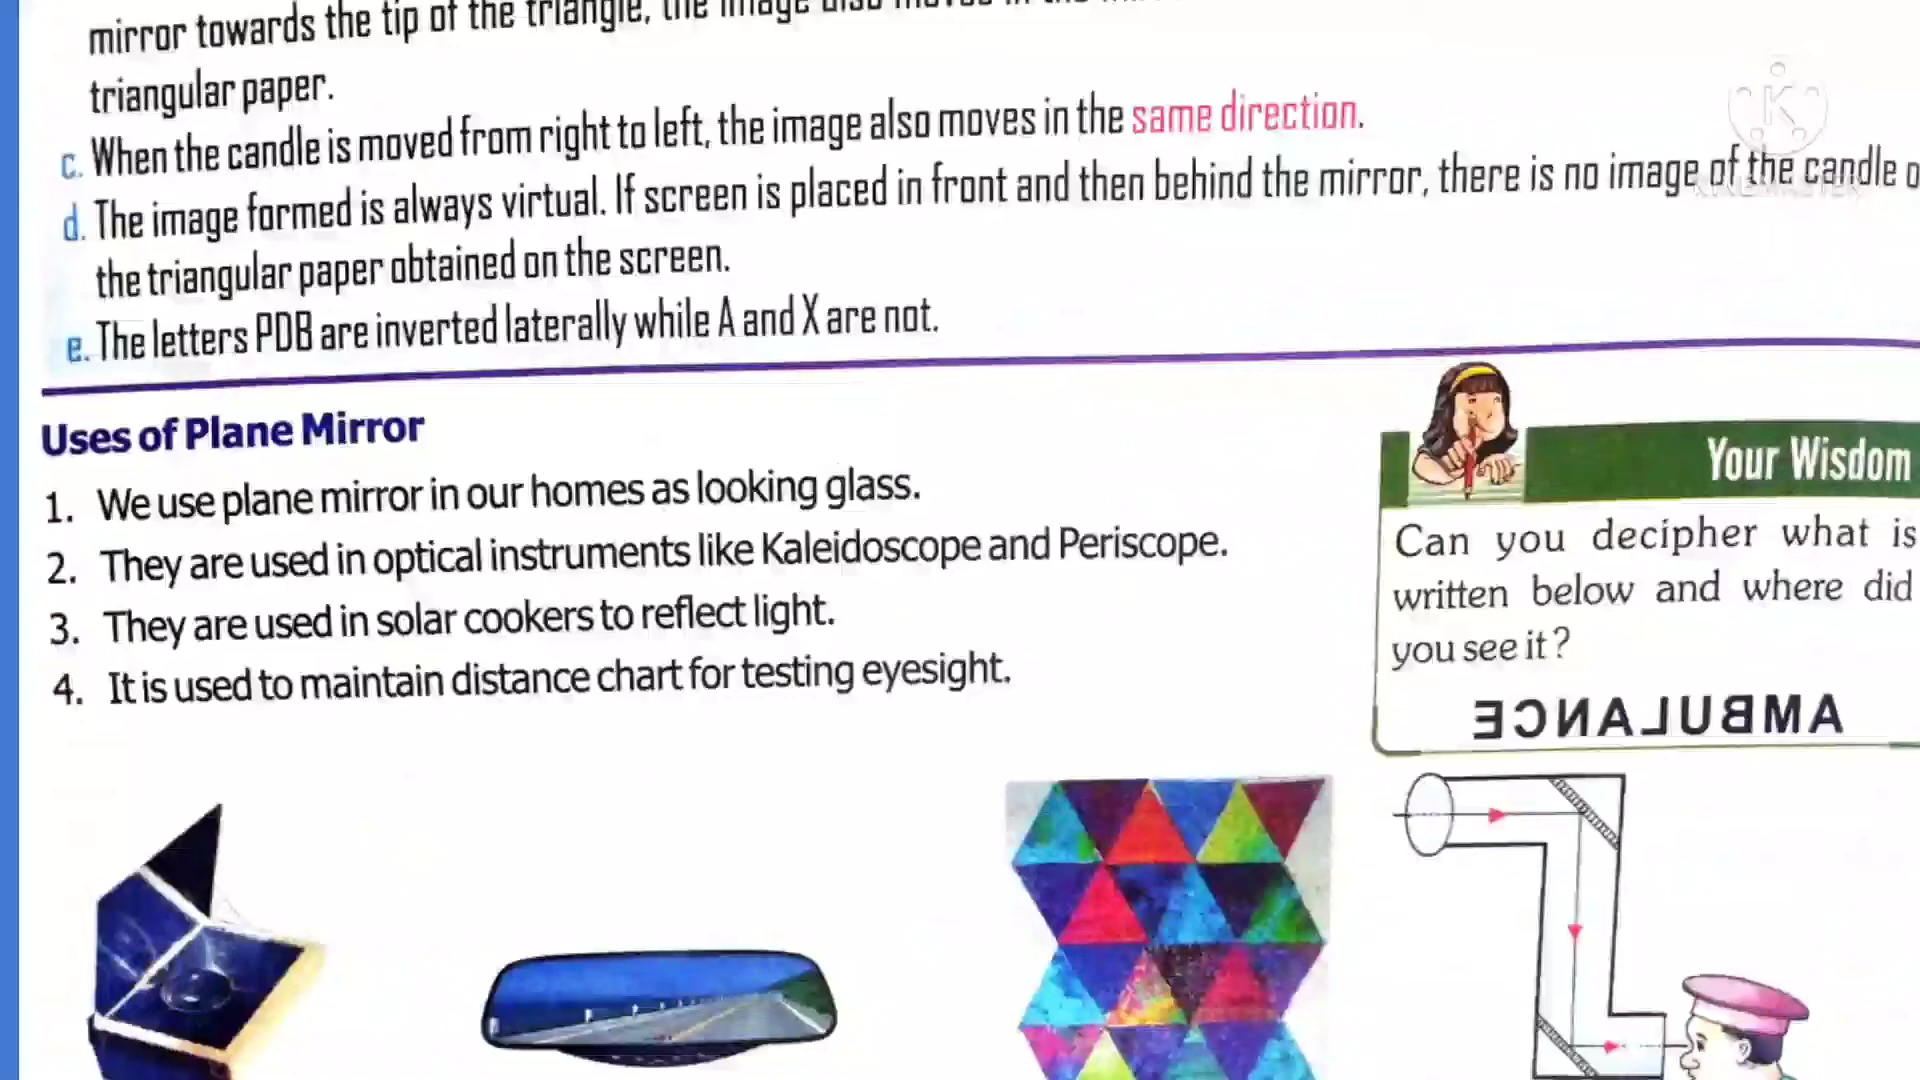 mirror towards the tip of the triangle, the image also moves in the
triangular paper.
c. When the candle is moved from right to left, the image also moves in the same direction.
d. The image formed is always virtual. If screen is placed in front and then behind the mirror, there is no image of the candle o
the triangular paper obtained on the screen.
e. The letters PDB are inverted laterally while A and X are not.
Uses of Plane Mirror
1. We use plane mirror in our homes as looking glass.
2. They are used in optical instruments like Kaleidoscope and Periscope.
3. They are used in solar cookers to reflect light.
4. It is used to maintain distance chart for testing eyesight.
Your Wisdom
Can you decipher what is
written below and where did
you see it?
AMBULANCE
K
KINEMASTER